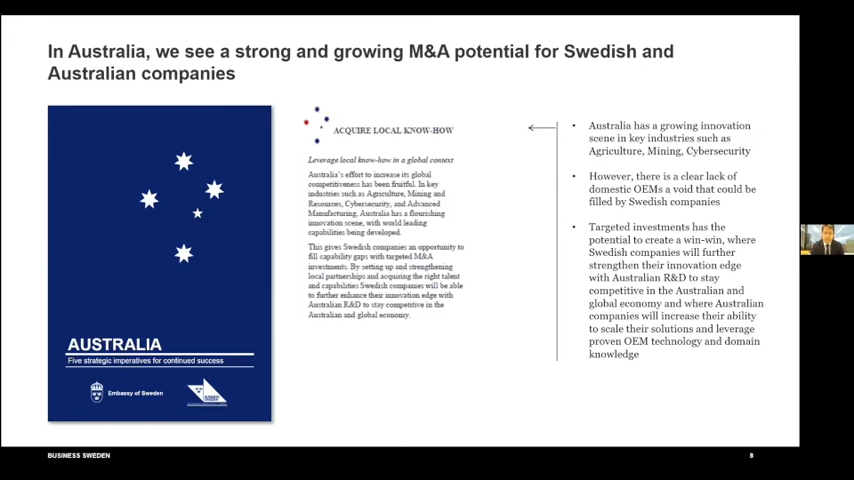 In Australia, we see a strong and growing M&A potential for Swedish and
Australian companies
AUSTRALIA
Five strategic imperatives for continued success
Embassy of Sweden
BUSINESS
SWEDEN
ACQUIRE LOCAL KNOW-HOW
Leverage local know-how in a global context
Australia's effort to increase its global
competitiveness has been fruitful. In key
industries such as Agriculture, Mining and
Resources, Cybersecurity, and Advanced
Manufacturing, Australia has a flourishing
innovation scene, with world leading
capabilities being developed.
This gives Swedish companies an opportunity to
fill capability gaps with targeted M&A
investments. By setting up and strengthening
local partnerships and acquiring the right talent
and capabilities Swedish companies will be able
to further enhance their innovation edge with
Australian R&D to stay competitive in the
Australian and global economy.
• Australia has a growing innovation
scene in key industries such as
Agriculture, Mining, Cybersecurity
• However, there is a clear lack of
domestic OEMs a void that could be
filled by Swedish companies
• Targeted investments has the
potential to create a win-win, where
Swedish companies will further
strengthen their innovation edge
with Australian R&D to stay
competitive in the Australian and
global economy and where Australian
companies will increase their ability
to scale their solutions and leverage
proven OEM technology and domain
knowledge
BUSINESS SWEDEN
8